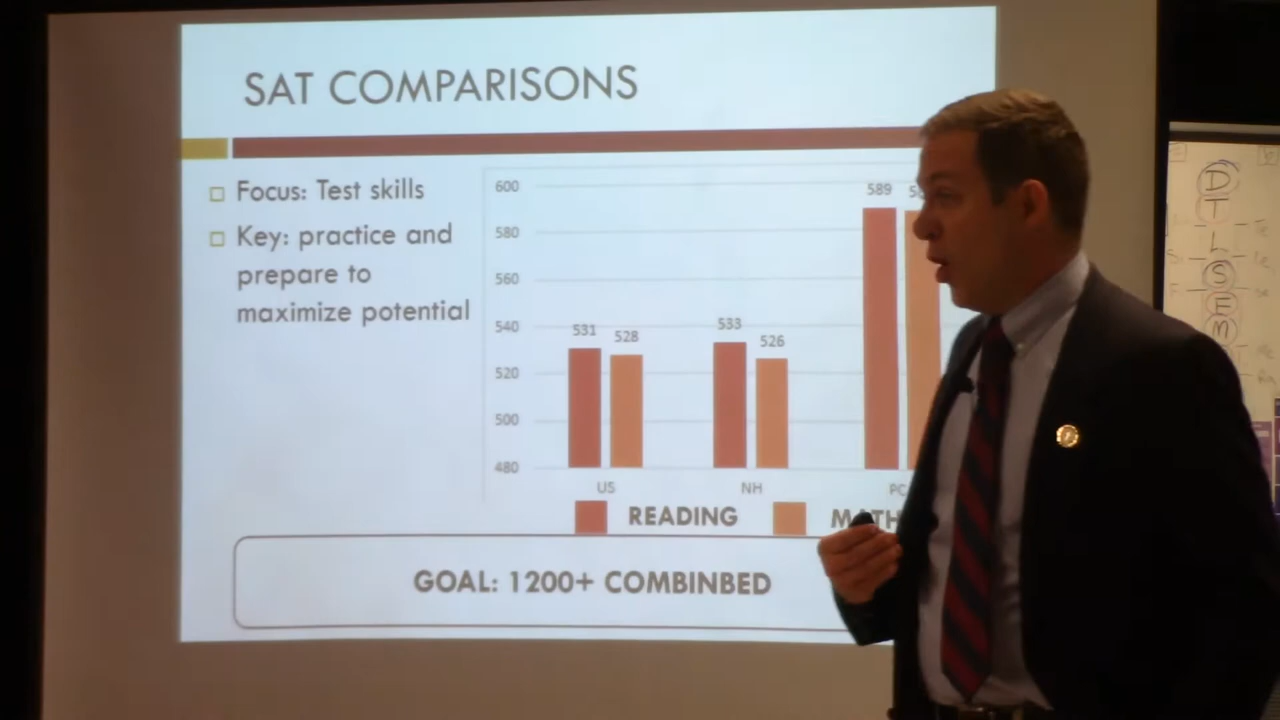 SAT COMPARISONS
Focus: Test skills
Key: practice and
prepare to
maximize potential
600
580
560
540
520
500
480
531
528
533
526
589
US
NH
READING
MATH
GOAL: 1200+ COMBINBED
D
T
L
S
E
M